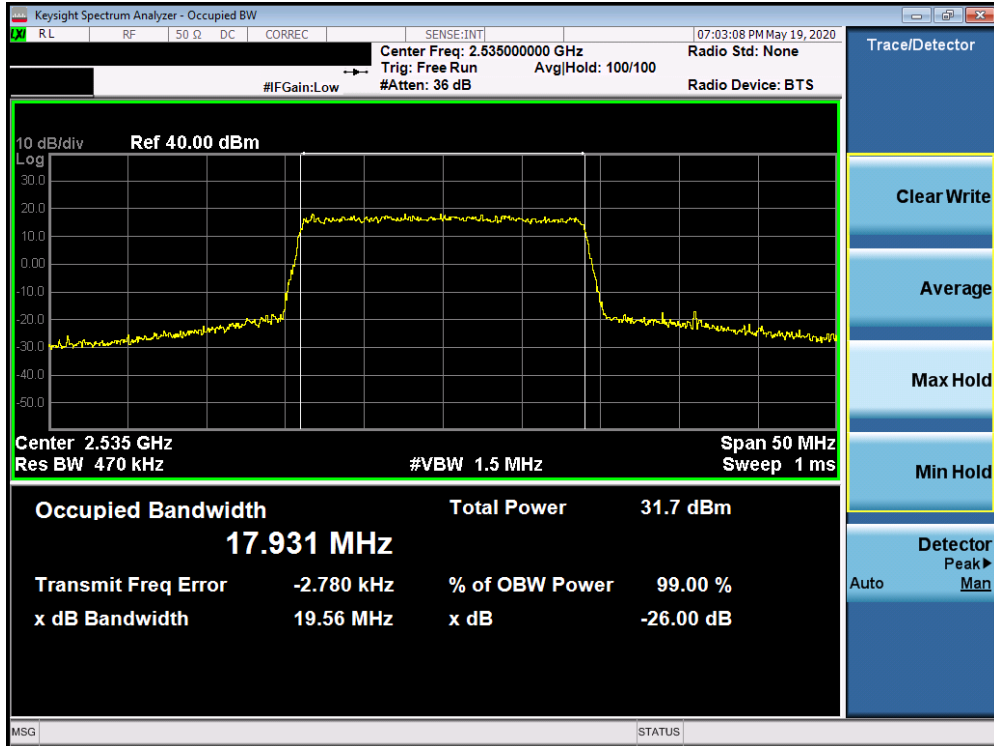 Keysight Spectrum Analyzer - Occupied BW
LXI RL RF 50 Ω DC CORREC SENSE:INT 07:03:08 PM May 19, 2020
Center Freq: 2.535000000 GHz Radio Std: None
Trig: Free Run Avg|Hold: 100/100
#IFGain:Low #Atten: 36 dB Radio Device: BTS
Trace/Detector
10 dB/div Ref 40.00 dBm
Log
30.0
20.0
10.0
0.00
-10.0
-20.0
-30.0
-40.0
-50.0
Center 2.535 GHz Span 50 MHz
Res BW 470 kHz #VBW 1.5 MHz Sweep 1 ms
Occupied Bandwidth Total Power 31.7 dBm
17.931 MHz
Transmit Freq Error -2.780 kHz % of OBW Power 99.00 %
x dB Bandwidth 19.56 MHz x dB -26.00 dB
Clear Write
Average
Max Hold
Min Hold
Detector
Peak▶
Auto Man
MSG STATUS